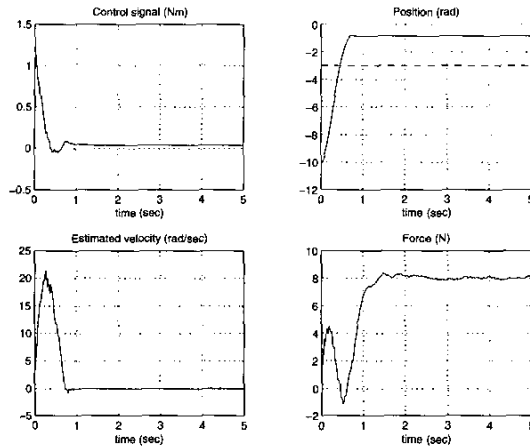 Control signal (Nm)
1.5
1
0.5
0
-0.5
0 1 2 3 4 5
time (sec)
Position (rad)
0
-2
-4
-6
-8
-10
-12
0 1 2 3 4 5
time (sec)
Estimated velocity (rad/sec)
25
20
15
10
5
0
-5
0 1 2 3 4 5
time (sec)
Force (N)
10
8
6
4
2
0
-2
0 1 2 3 4 5
time (sec)